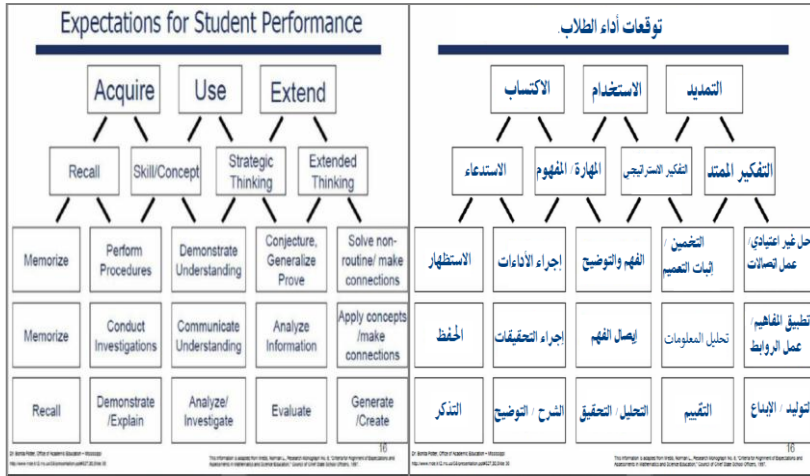 Expectations for Student Performance
Acquire
Use
Extend
Recall
Skill/Concept
Strategic
Thinking
Extended
Thinking
Memorize
Perform
Procedures
Demonstrate
Understanding
Conjecture,
Generalize
Prove
Solve non-
routine/ make
connections
Memorize
Conduct
Investigations
Communicate
Understanding
Analyze
Information
Apply concepts
/make
connections
Recall
Demonstrate
/Explain
Analyze/
Investigate
Evaluate
Generate
/Create
16
توقعات أداء الطلاب.
التمديد
الاستخدام
الاكتساب
التفكير الممتد
التفكير الاستراتيجي
المهارة / المفهوم
الاستدعاء
حل غير اعتيادي/
عمل اتصالات
التخمين /
إثبات التعميم
الفهم والتوضيح
إجراء الأداءات
الاستظهار
تطبيق المفاهيم/
عمل الروابط
تحليل المعلومات
إيصال الفهم
إجراء التحقيقات
الحفظ
التوليد / الإبداع
التقييم
التحليل / التحقيق
الشرح / التوضيح
التذكر
16